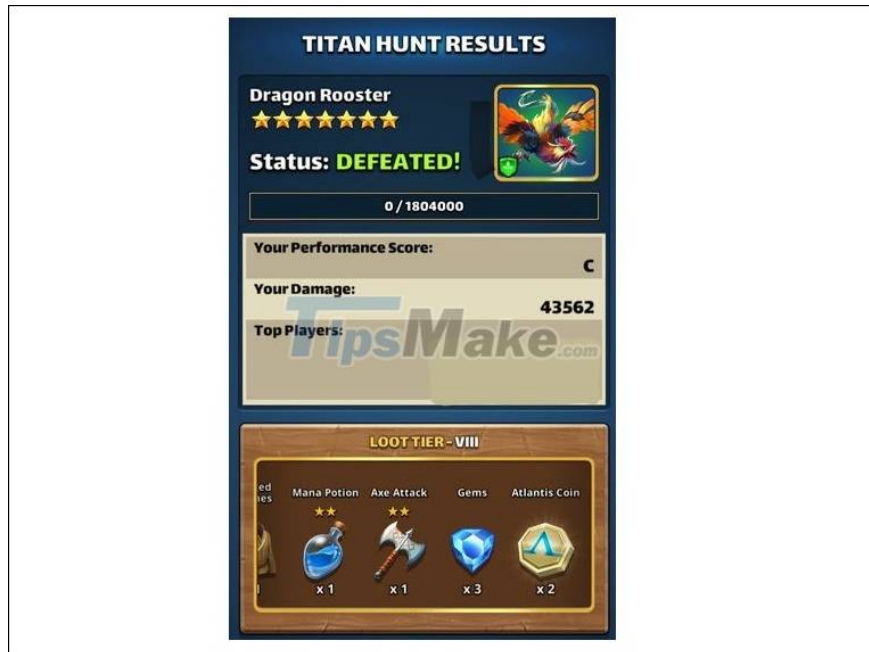 TITAN HUNT RESULTS
Dragon Rooster
Status: DEFEATED!
0 / 1804000
Your Performance Score:
C
Your Damage:
43562
Top Players:
TipsMake.com
LOOT TIER - VIII
Mana Potion Axe Attack Gems Atlantis Coin
x 1 x 1 x 3 x 2